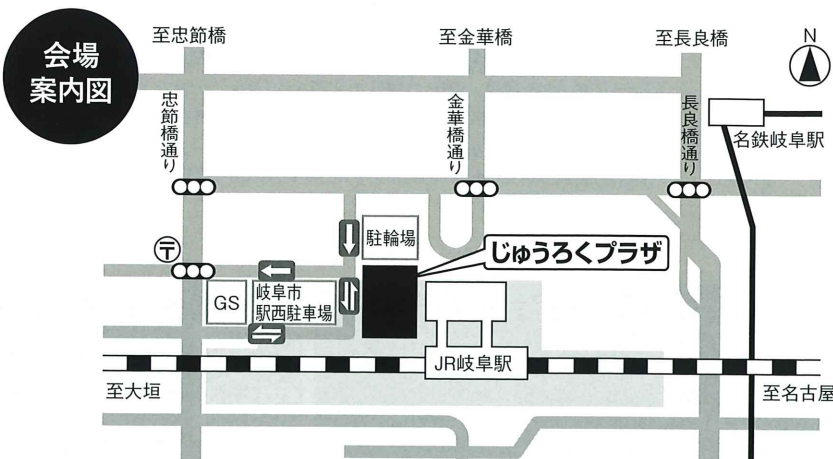 会場
案内図
至忠節橋
至金華橋
至長良橋
N
忠節橋通り
金華橋通り
長良橋通り
名鉄岐阜駅
〒
駐輪場
じゅうろくプラザ
GS
岐阜市
駅西駐車場
JR岐阜駅
至大垣
至名古屋